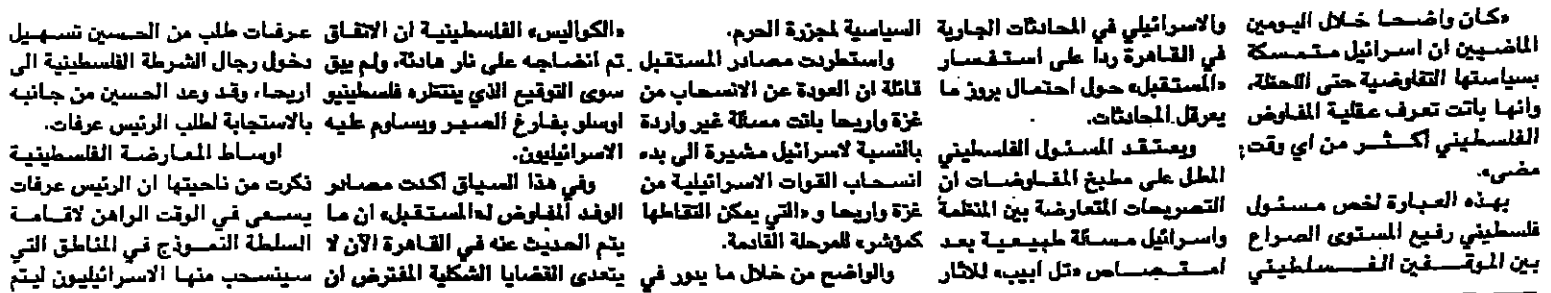 «كان واضحا خلال اليومين
الماضيين ان اسرائيل متمسكة
بسياستها التفاوضية حتى اللحظة،
وانها باتت تعرف عقلية المفاوض
الفلسطيني أكثر من اي وقت
مضى».
بهذه العبارة لخص مسئول
فلسطيني رفيع المستوى الصراع
بين الموقفين الفسلطيني
والاسرائيلي في المحادثات الجارية
في القاهرة ردا على استفسار
«المستقبل» حول احتمال بروز ما
يعرقل المحادثات.
ويعتقد المسئول الفلسطيني
المطل على مطبخ المفاوضات ان
التصريحات المتعارضة بين المنظمة
واسرائيل مسئلة طبيعية بعد
امتصاص «تل ابيب» للاثار
السياسية لمجزرة الحرم.
واستطردت مصادر المستقبل
قائلة ان العودة عن الانسحاب من
غزة واريحا باتت مسئلة غير واردة
بالنسبة لاسرائيل مشيرة الى بدء
انسحاب القوات الاسرائيلية من
غزة واريحا و «التي يمكن التقاطها
كمؤشر» للمرحلة القادمة.
والواضح من خلال ما يدور في
«الكواليس» الفلسطينية ان الاتفاق
تم انضاجه على نار هادئة، ولم يبق
سوى التوقيع الذي ينتظره فلسطينيو
اوسلو بفارغ الصبر ويساوم عليه
الاسرائيليون.
وفي هذا السياق اكدت مصادر
الوفد المفاوض لـ«المستقبل» ان ما
يتم الحديث عنه في القاهرة الآن لا
يتعدى القضايا الشكلية المفترض ان
عرفات طلب من الحسين تسهيل
دخول رجال الشرطة الفلسطينية الى
اريحا، وقد وعد الحسين من جانبه
بالاستجابة لطلب الرئيس عرفات.
اوساط المعارضة الفلسطينية
ذكرت من ناحيتها ان الرئيس عرفات
يسعى في الوقت الراهن لاقامة
السلطة النموذج في المناطق التي
سينسحب منها الاسرائيليون ليتم